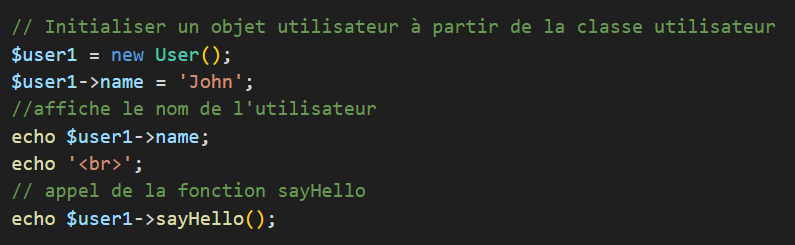 // Initialiser un objet utilisateur à partir de la classe utilisateur
$user1 = new User();
$user1->name = 'John';
//affiche le nom de l'utilisateur
echo $user1->name;
echo '<br>';
// appel de la fonction sayHello
echo $user1->sayHello();